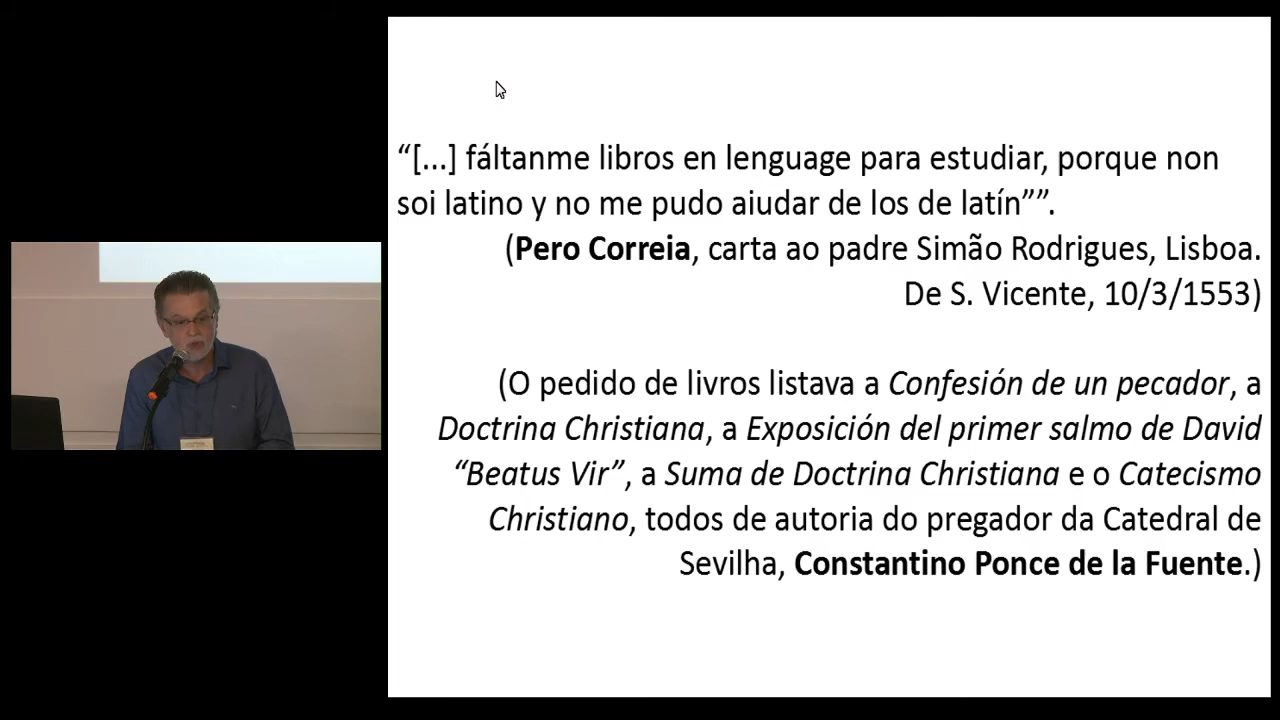 “[...] fáltanme libros en lenguage para estudiar, porque non
soi latino y no me pudo aiudar de los de latín””.
(Pero Correia, carta ao padre Simão Rodrigues, Lisboa.
De S. Vicente, 10/3/1553)
(O pedido de livros listava a Confesión de un pecador, a
Doctrina Christiana, a Exposición del primer salmo de David
“Beatus Vir”, a Suma de Doctrina Christiana e o Catecismo
Christiano, todos de autoria do pregador da Catedral de
Sevilha, Constantino Ponce de la Fuente.)